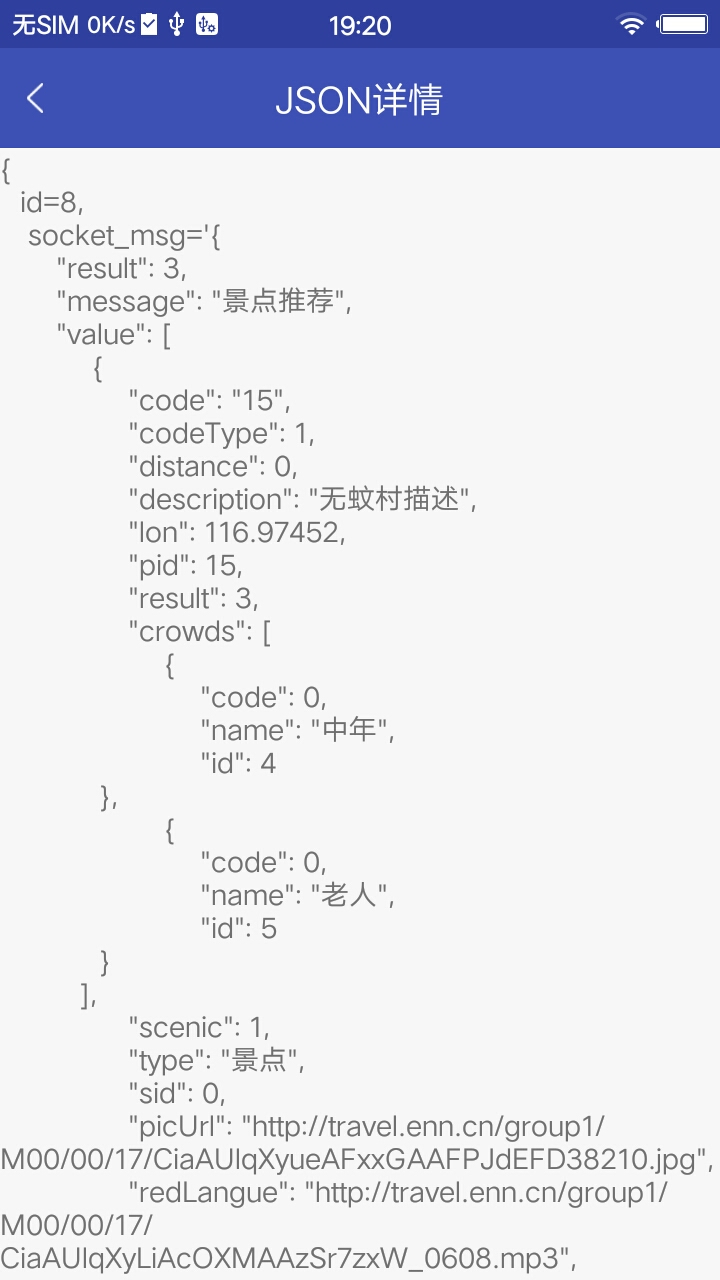 无SIM 0K/s 19:20
JSON详情
{
id=8,
socket_msg='{
"result": 3,
"message": "景点推荐",
"value": [
{
"code": "15",
"codeType": 1,
"distance": 0,
"description": "无蚊村描述",
"lon": 116.97452,
"pid": 15,
"result": 3,
"crowds": [
{
"code": 0,
"name": "中年",
"id": 4
},
{
"code": 0,
"name": "老人",
"id": 5
}
],
"scenic": 1,
"type": "景点",
"sid": 0,
"picUrl": "http://travel.enn.cn/group1/
M00/00/17/CiaAUlqXyueAFxxGAAFPJdEFD38210.jpg",
"redLangue": "http://travel.enn.cn/group1/
M00/00/17/
CiaAUlqXyLiAcOXMAAzSr7zxW_0608.mp3",